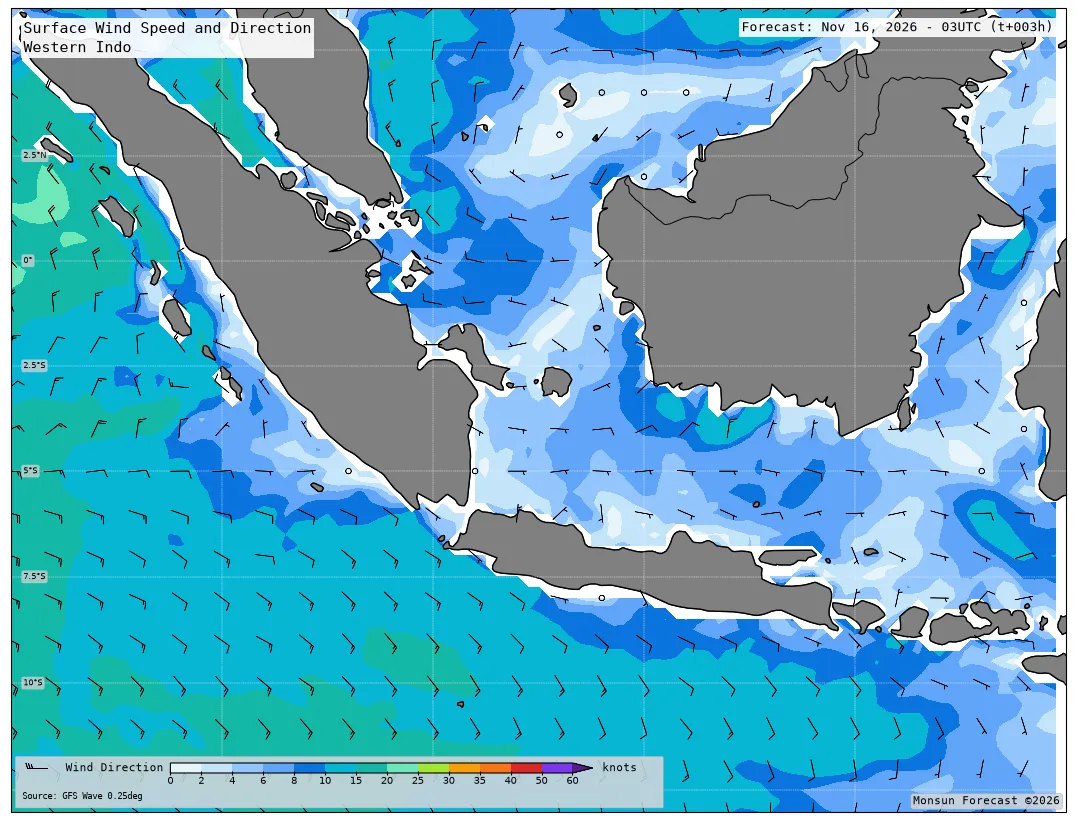 Surface Wind Speed and Direction
Western Indo
Forecast: Nov 16, 2026 - 03UTC (t+003h)
2.5°N
0°
2.5°S
5°S
7.5°S
10°S
Wind Direction
0 2 4 6 8 10 15 20 25 30 35 40 50 60
knots
Source: GFS Wave 0.25deg
Monsun Forecast ©2026